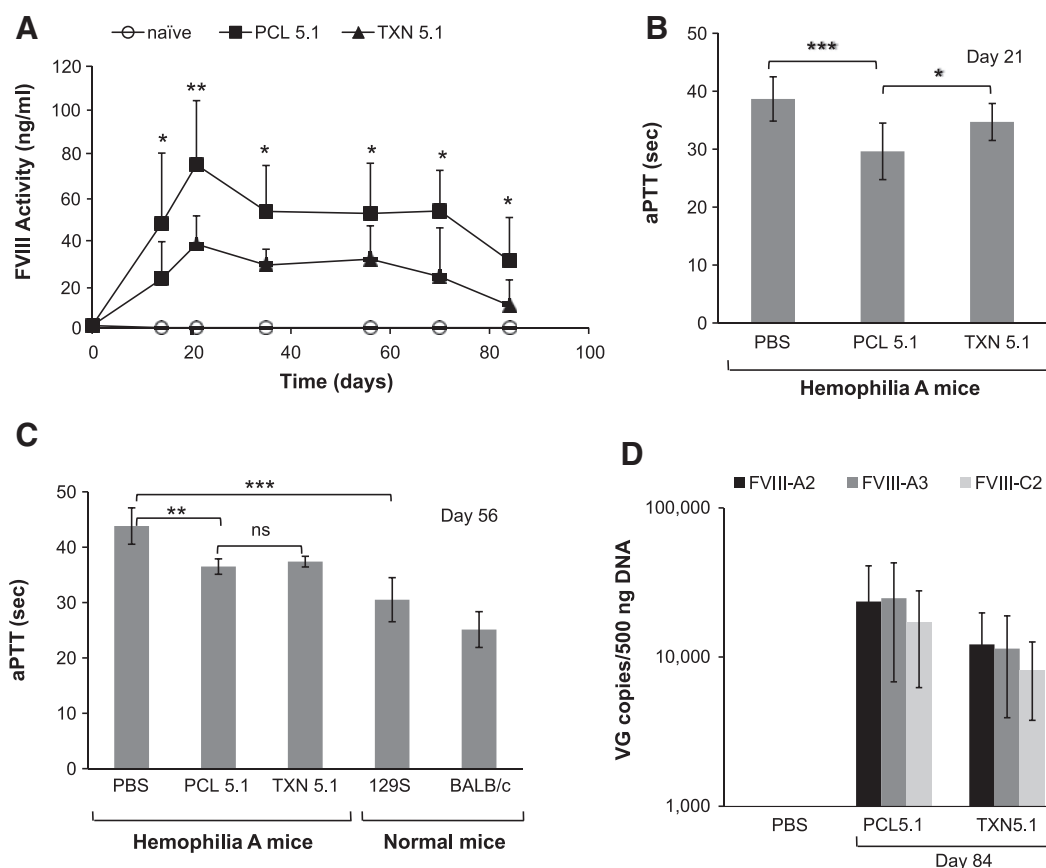 A
naïve PCL 5.1 TXN 5.1
FVIII Activity (ng/ml)
120
100
80
60
40
20
0
* ** * * * *
0 20 40 60 80 100
Time (days)
B
Day 21
*** *
aPTT (sec)
50
40
30
20
10
0
PBS PCL 5.1 TXN 5.1
Hemophilia A mice
C
Day 56
***
** ns
aPTT (sec)
50
40
30
20
10
0
PBS PCL 5.1 TXN 5.1 129S BALB/c
Hemophilia A mice Normal mice
D
FVIII-A2 FVIII-A3 FVIII-C2
VG copies/500 ng DNA
100,000
10,000
1,000
PBS PCL5.1 TXN5.1
Day 84